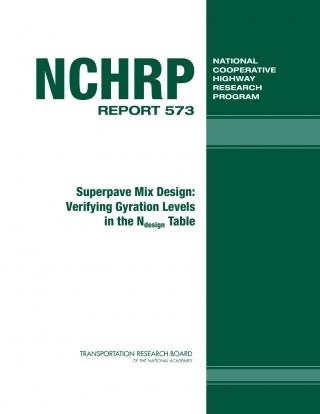 NCHRP
REPORT 573
NATIONAL
COOPERATIVE
HIGHWAY
RESEARCH
PROGRAM
Superpave Mix Design:
Verifying Gyration Levels
in the Ndesign Table
TRANSPORTATION RESEARCH BOARD
OF THE NATIONAL ACADEMIES